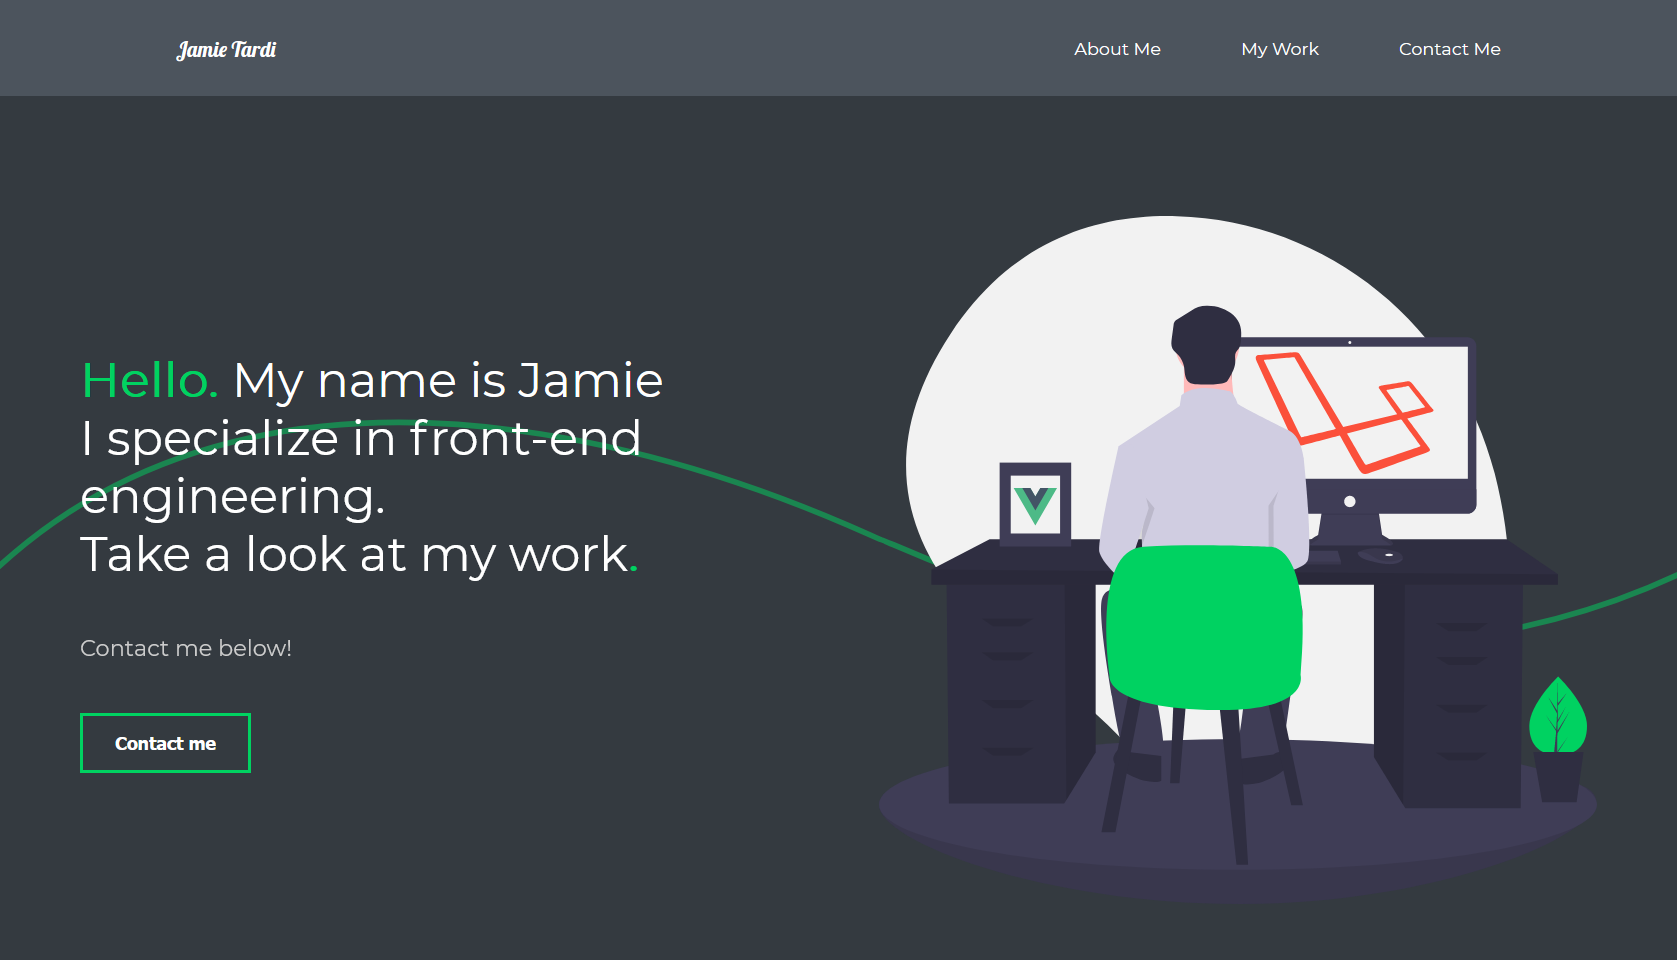 Jamie Tardi
About Me
My Work
Contact Me
Hello. My name is Jamie
I specialize in front-end
engineering.
Take a look at my work.
Contact me below!
Contact me